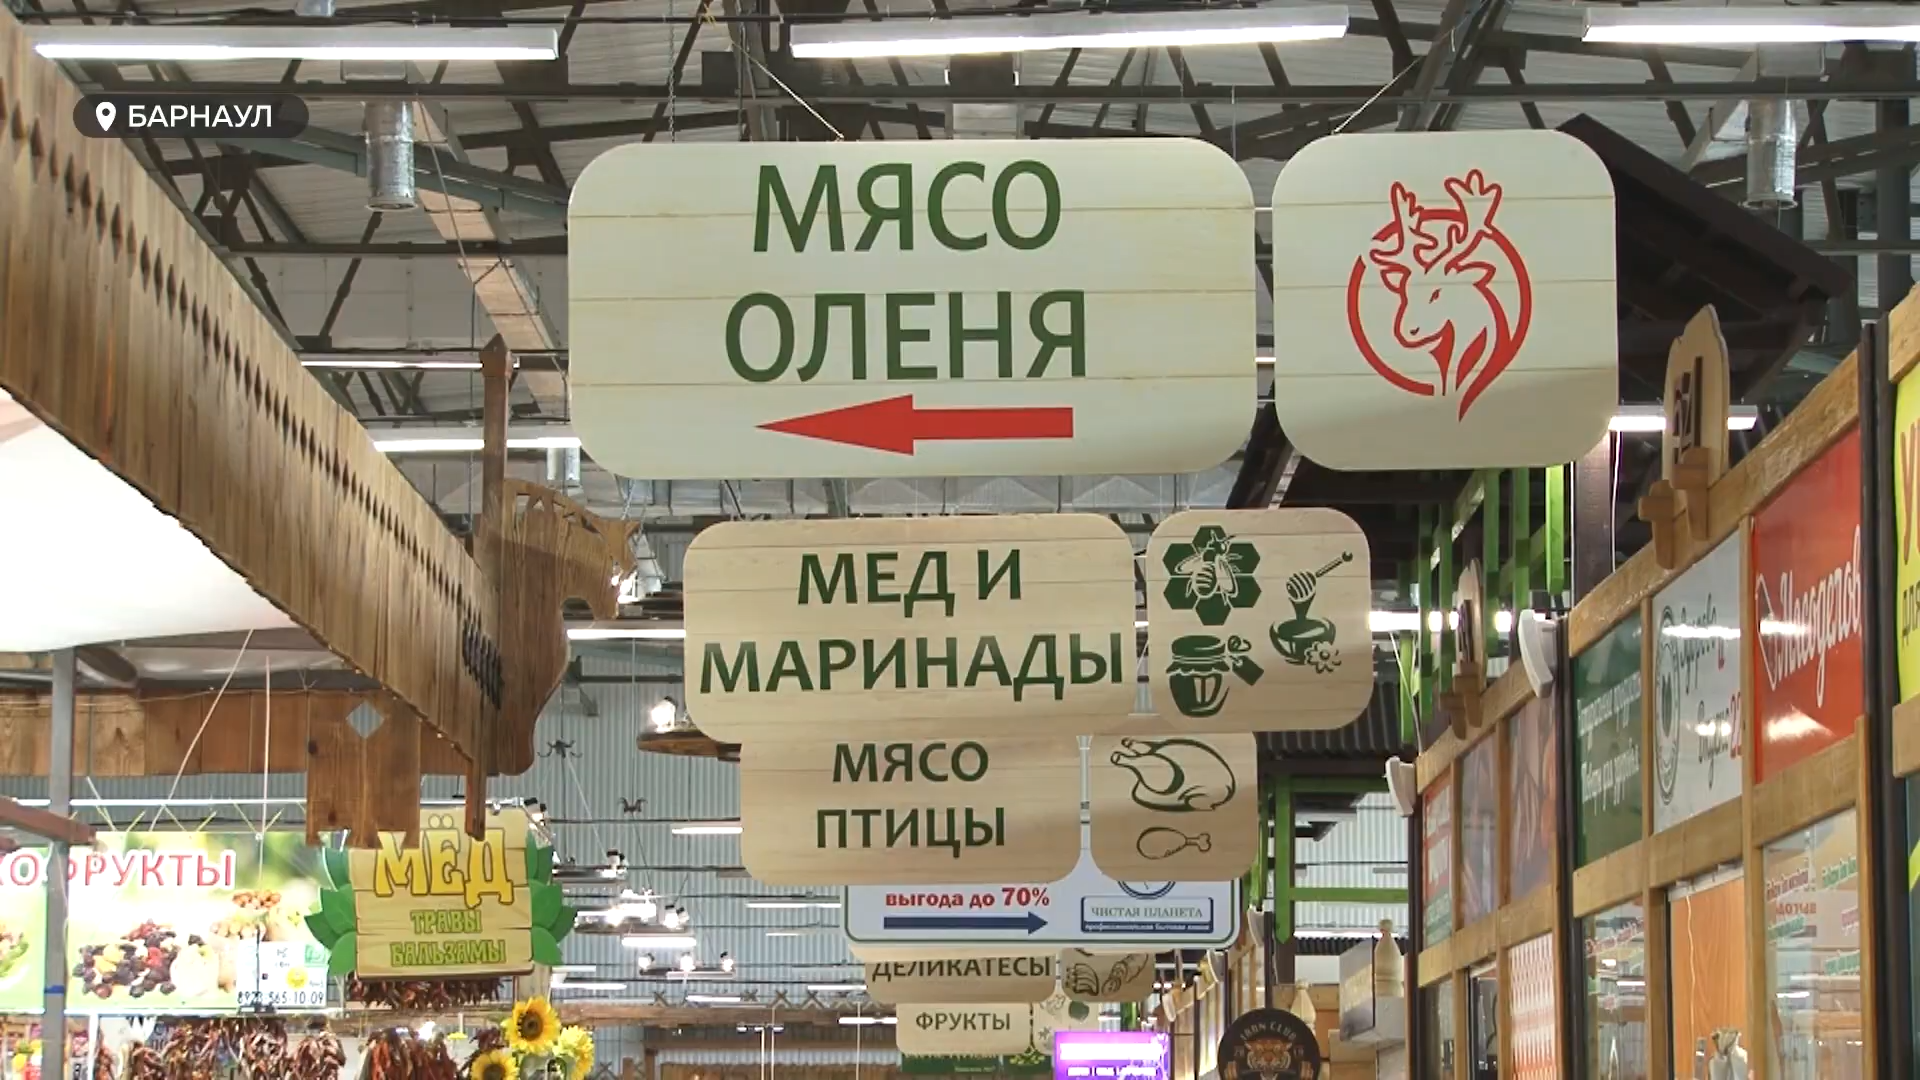 БАРНАУЛ
МЯСО
ОЛЕНЯ
МЕД И
МАРИНАДЫ
МЯСО
ПТИЦЫ
выгода до 70%
ЧИСТАЯ ПЛАНЕТА
ДЕЛИКАТЕСЫ
ФРУКТЫ
ФРУКТЫ
МЁД
ТРАВЫ
БАЛЬЗАМЫ